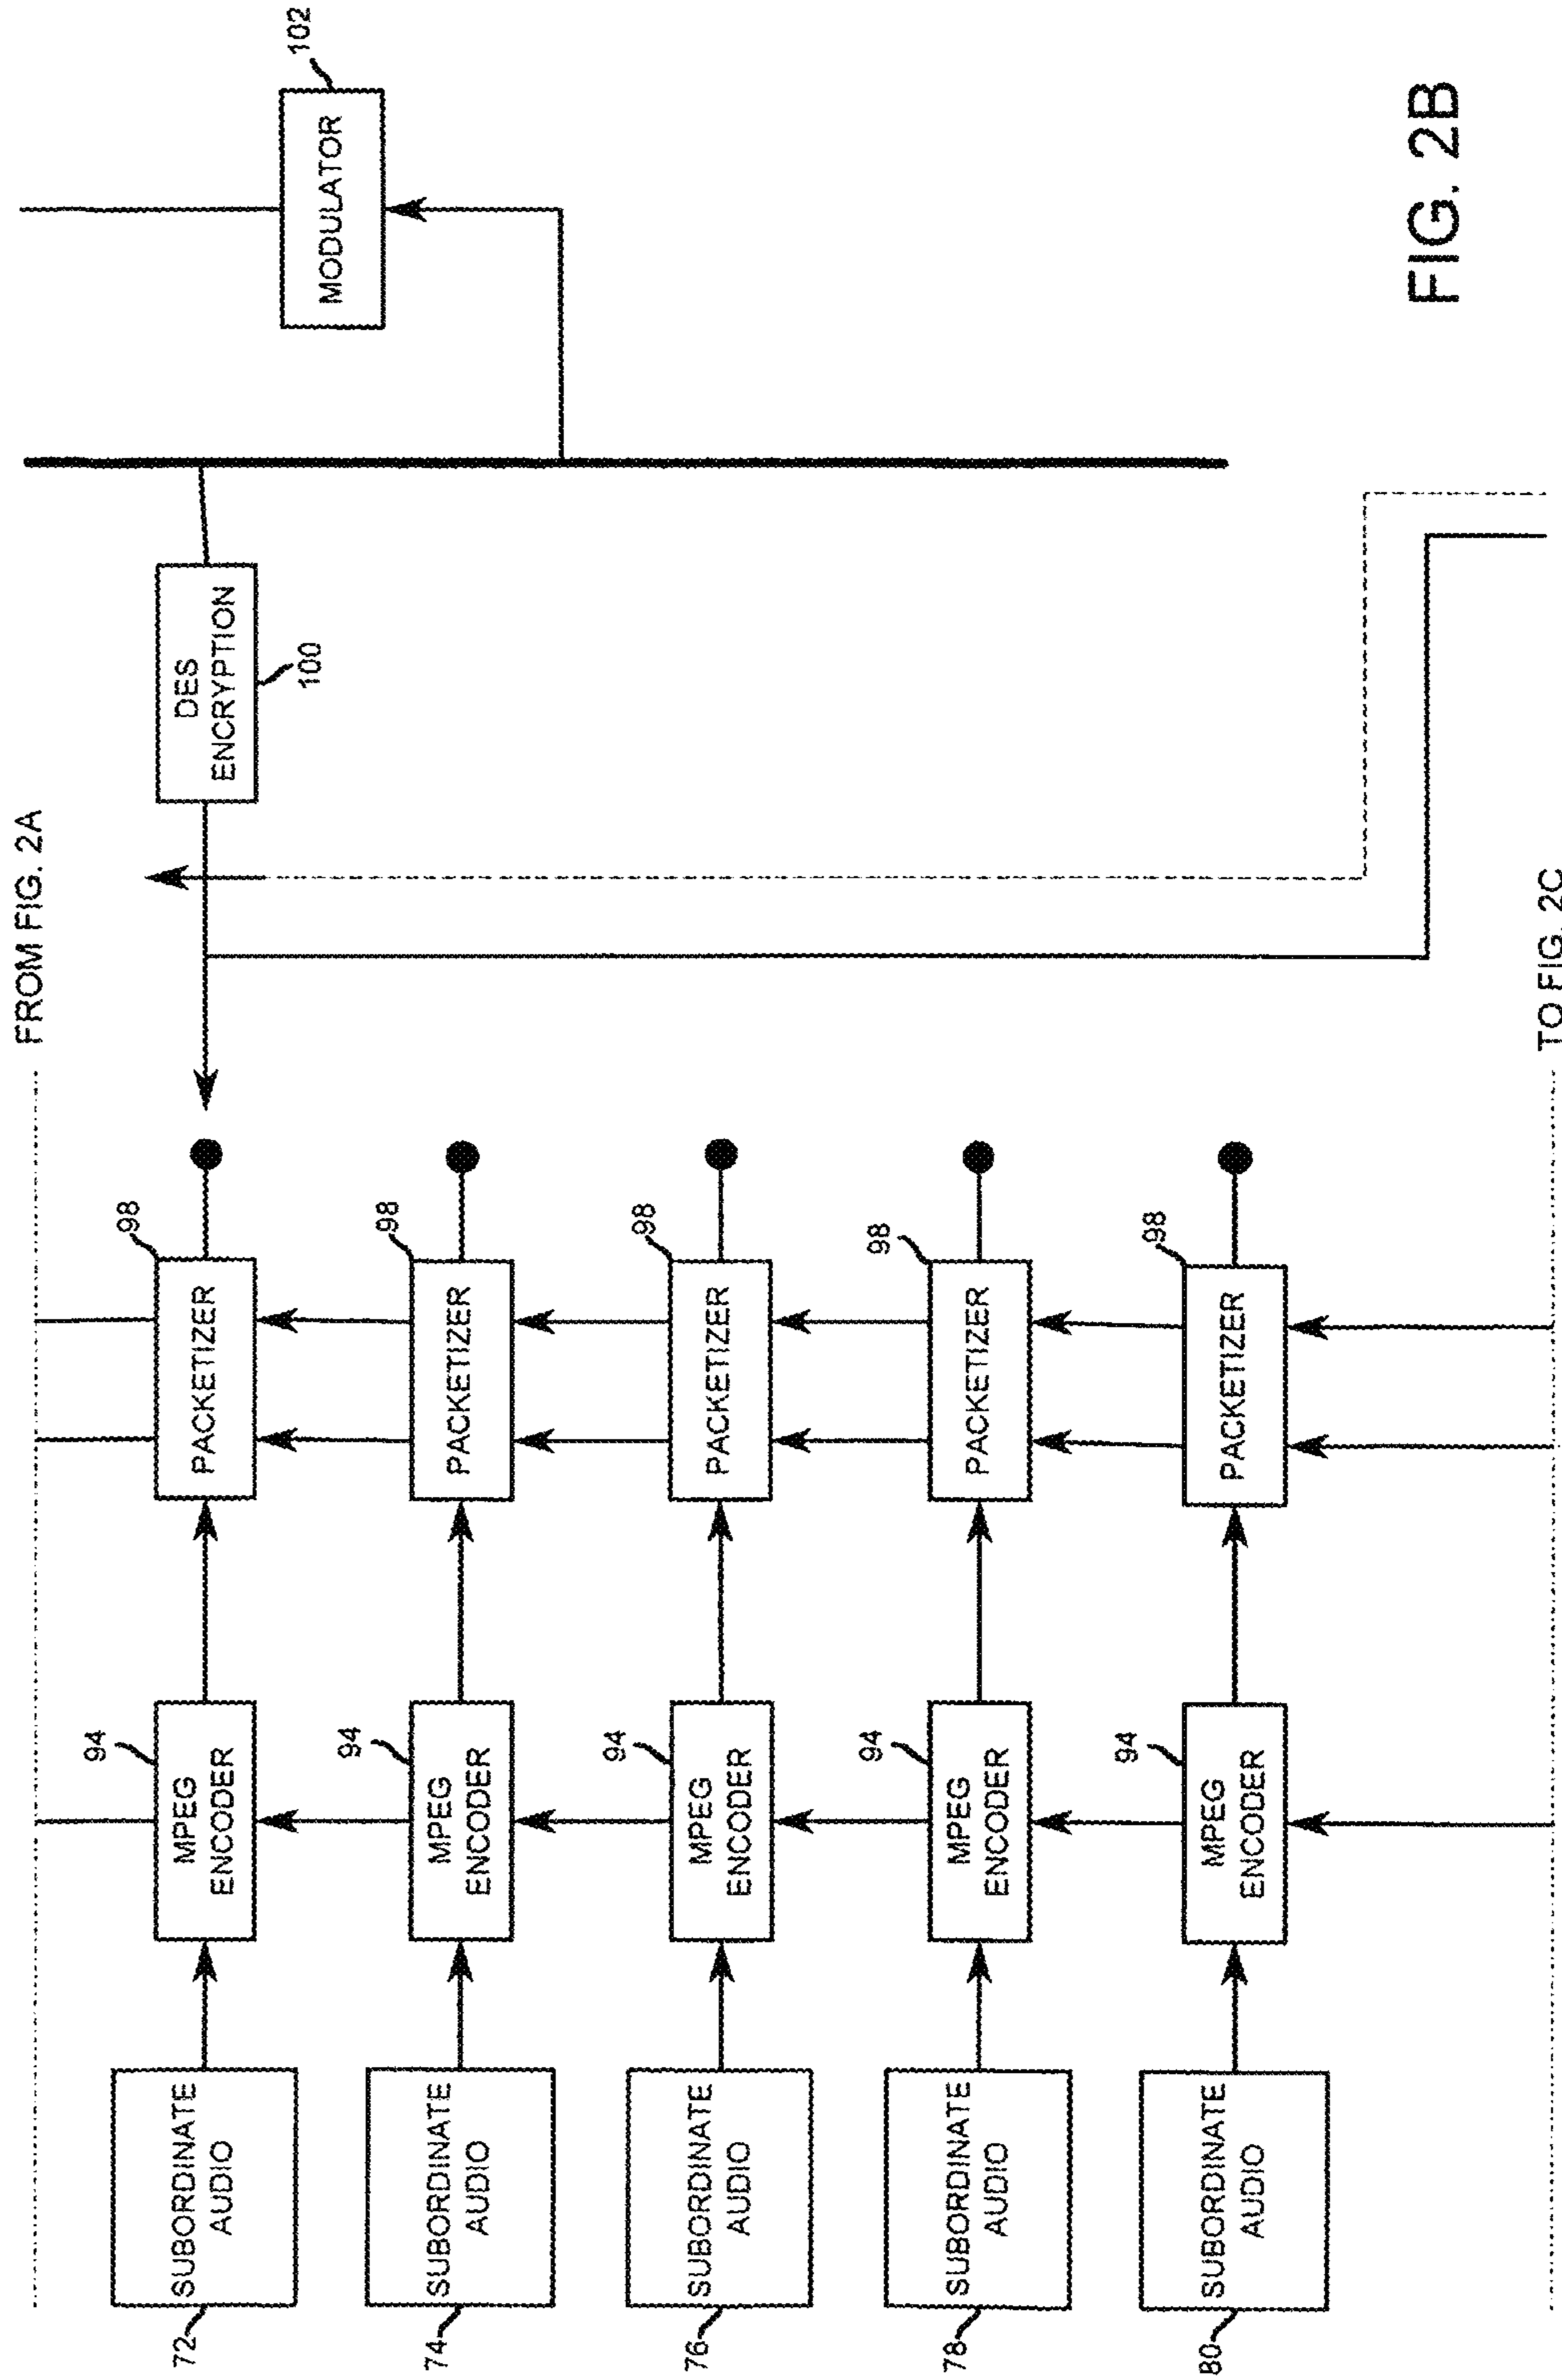 FROM FIG. 2A
72
SUBORDINATE
AUDIO
94
MPEG
ENCODER
98
PACKETIZER
DES
ENCRYPTION
100
MODULATOR
102
74
SUBORDINATE
AUDIO
94
MPEG
ENCODER
98
PACKETIZER
76
SUBORDINATE
AUDIO
94
MPEG
ENCODER
98
PACKETIZER
78
SUBORDINATE
AUDIO
94
MPEG
ENCODER
98
PACKETIZER
80
SUBORDINATE
AUDIO
94
MPEG
ENCODER
98
PACKETIZER
TO FIG. 2C
FIG. 2B